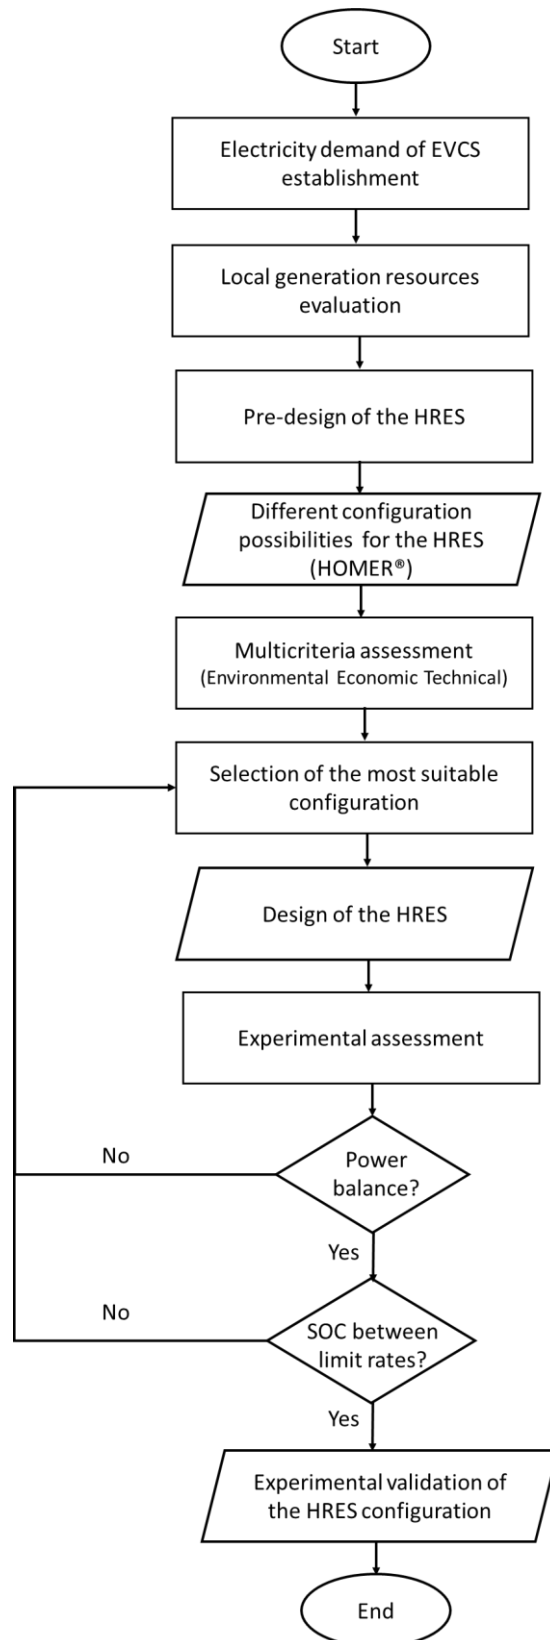 Start
Electricity demand of EVCS
establishment
Local generation resources
evaluation
Pre-design of the HRES
Different configuration
possibilities for the HRES
(HOMER®)
Multicriteria assessment
(Environmental Economic Technical)
Selection of the most suitable
configuration
Design of the HRES
Experimental assessment
No
Power
balance?
Yes
No
SOC between
limit rates?
Yes
Experimental validation of
the HRES configuration
End